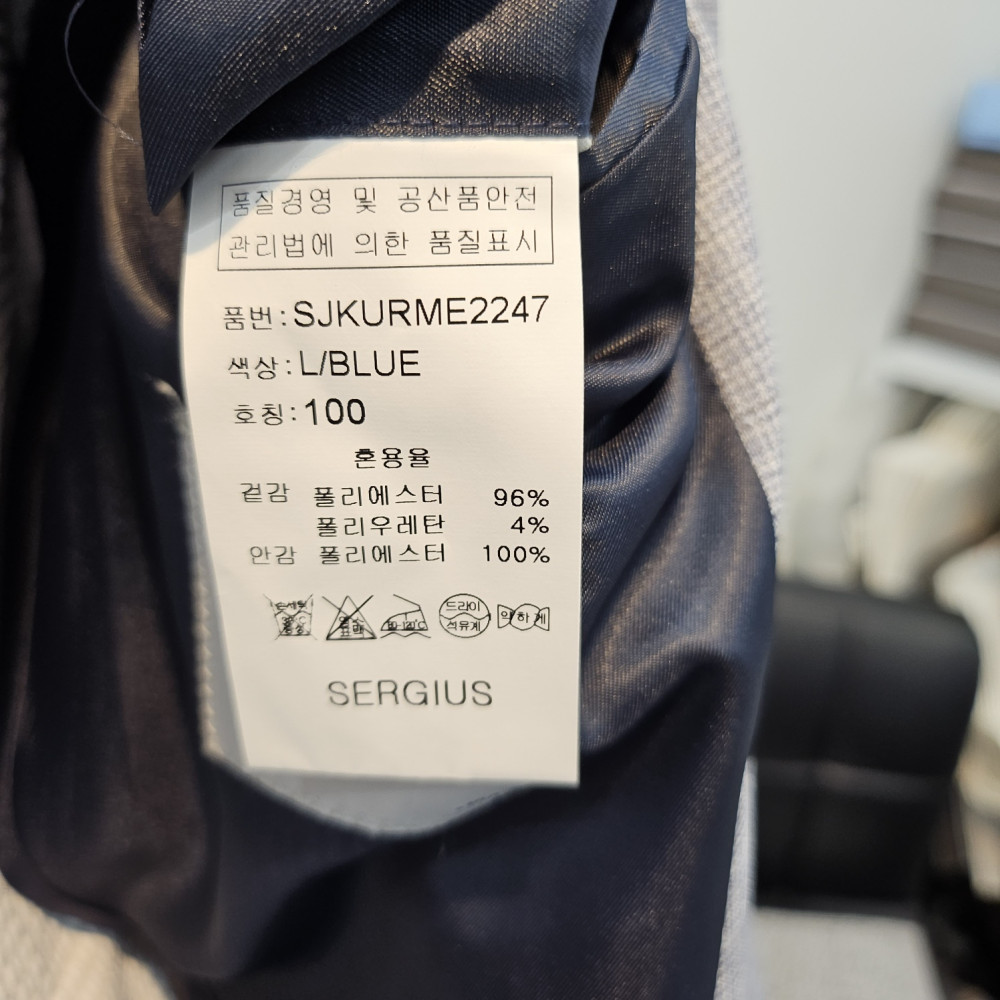 품질경영 및 공산품안전
관리법에 의한 품질표시
품번:SJKURME2247
색상:L/BLUE
호칭:100
혼용율
겉감 폴리에스터 96%
폴리우레탄 4%
안감 폴리에스터 100%
드라이
석유계
약하게
SERGIUS